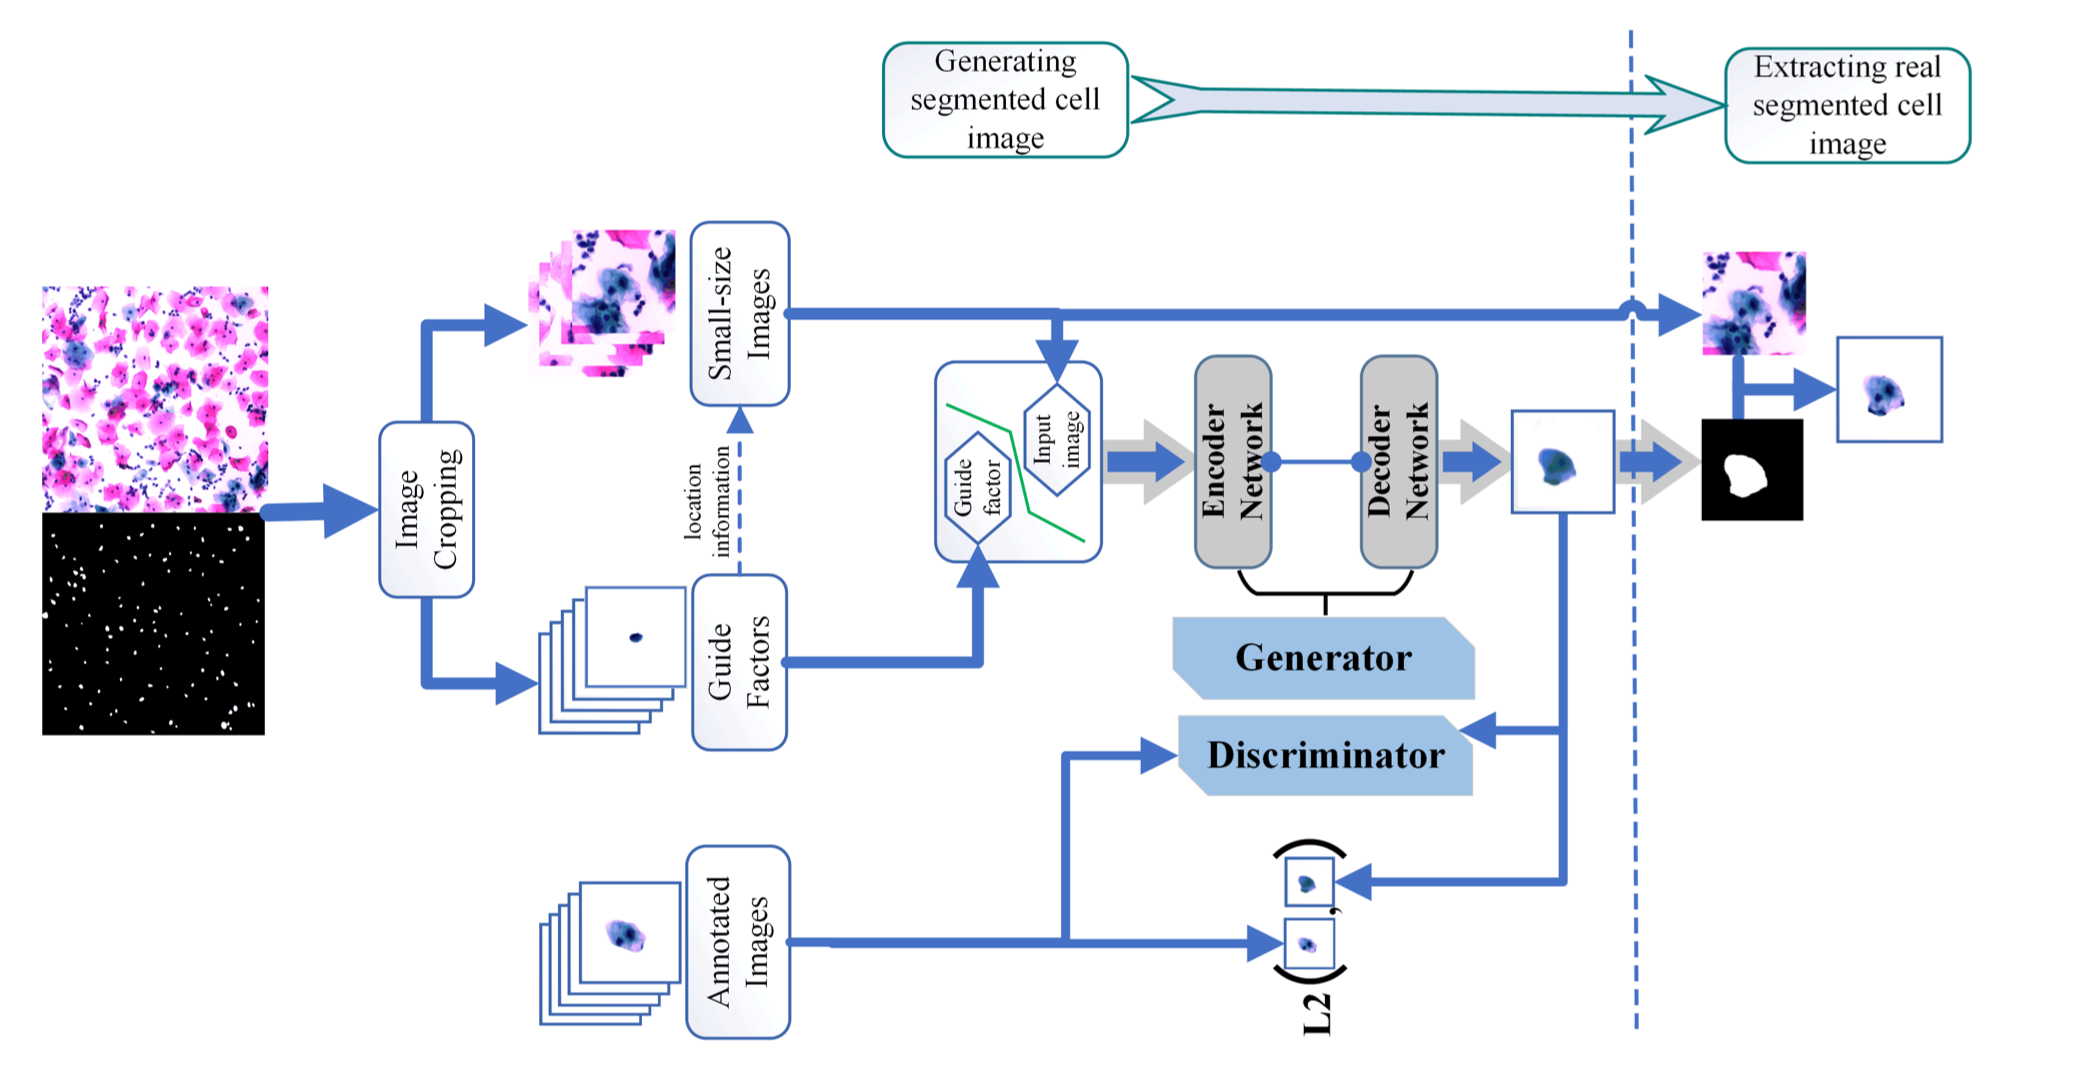 Generating
segmented cell
image
Extracting real
segmented cell
image
Small-size
Images
Image
Cropping
location
information
Guide
factor
Input
image
Encoder
Network
Decoder
Network
Guide
Factors
Generator
Discriminator
Annotated
Images
L2 ( , )